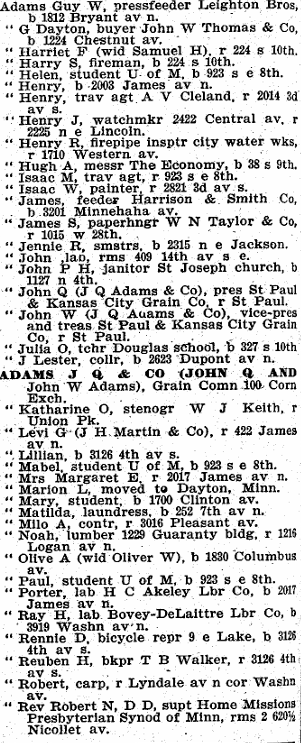 Adams Guy W, pressfeeder Leighton Bros,
b 1812 Bryant av n.
" G Dayton, buyer John W Thomas & Co,
b 1224 Chestnut av.
" Harriet F (wid Samuel H), r 224 s 10th.
" Harry S, fireman, b 224 s 10th.
" Helen, student U of M, b 923 s e 8th.
" Henry, b 2003 James av n.
" Henry, trav agt A V Cleland, r 2014 3d
av s.
" Henry J, watchmkr 2422 Central av, r
2225 n e Lincoln.
" Henry R, firepipe insptr city water wks,
r 1710 Western av.
" Hugh A, messr The Economy, b 38 s 9th.
" Isaac M, trav agt, r 923 s e 8th.
" Isaac W, painter, r 2821 3d av s.
" James, feeder Harrison & Smith Co,
b 3201 Minnehaha av.
" James S, paperhngr W N Taylor & Co,
r 1015 w 28th.
" Jennie R, smstrs, b 2315 n e Jackson.
" John, lab, rms 409 14th av s e.
" John P H, janitor St Joseph church, b
1127 n 4th.
" John Q (J Q Adams & Co), pres St Paul
& Kansas City Grain Co, r St Paul.
" John W (J Q Auams & Co), vice-pres
and treas St Paul & Kansas City Grain
Co, r St Paul.
" Julia O, tchr Douglas school, b 327 s 10th
" J Lester, collr, b 2623 Dupont av n.
ADAMS J Q & CO (JOHN Q AND
John W Adams), Grain Comn 100 Corn
Exch.
" Katharine O, stenogr W J Keith, r
Union Pk.
" Levi G (J H Martin & Co), r 422 James
av n.
" Lillian, b 3126 4th av s.
" Mabel, student U of M, b 923 s e 8th.
" Mrs Margaret E, r 2017 James av n.
" Marion L, moved to Dayton, Minn.
" Mary, student, b 1700 Clinton av.
" Matilda, laundress, b 252 7th av n.
" Milo A, contr, r 3016 Pleasant av.
" Noah, lumber 1229 Guaranty bldg, r 1216
Logan av n.
" Olive A (wid Oliver W), b 1830 Columbus
av.
" Paul, student U of M, b 923 s e 8th.
" Porter, lab H C Akeley Lbr Co, b 2017
James av n.
" Ray H, lab Bovey-DeLaittre Lbr Co, b
3919 Washn av n.
" Rennie D, bicycle repr 9 e Lake, b 3126
4th av s.
" Reuben H, bkpr T B Walker, r 3126 4th
av s.
" Robert, carp, r Lyndale av n cor Washn
av.
" Rev Robert N, D D, supt Home Missions
Presbyterian Synod of Minn, rms 2 620½
Nicollet av.